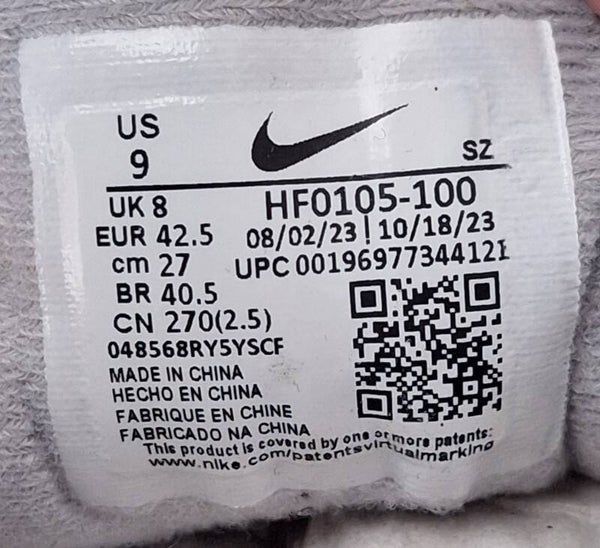 US
9
SZ
UK 8
HF0105-100
EUR 42.5
08/02/23 | 10/18/23
cm 27
UPC 00196977344121
BR 40.5
CN 270(2.5)
048568RY5YSCF
MADE IN CHINA
HECHO EN CHINA
FABRIQUE EN CHINE
FABRICADO NA CHINA
This product is covered by one or more patents:
www.nike.com/patentsvirtualmarking